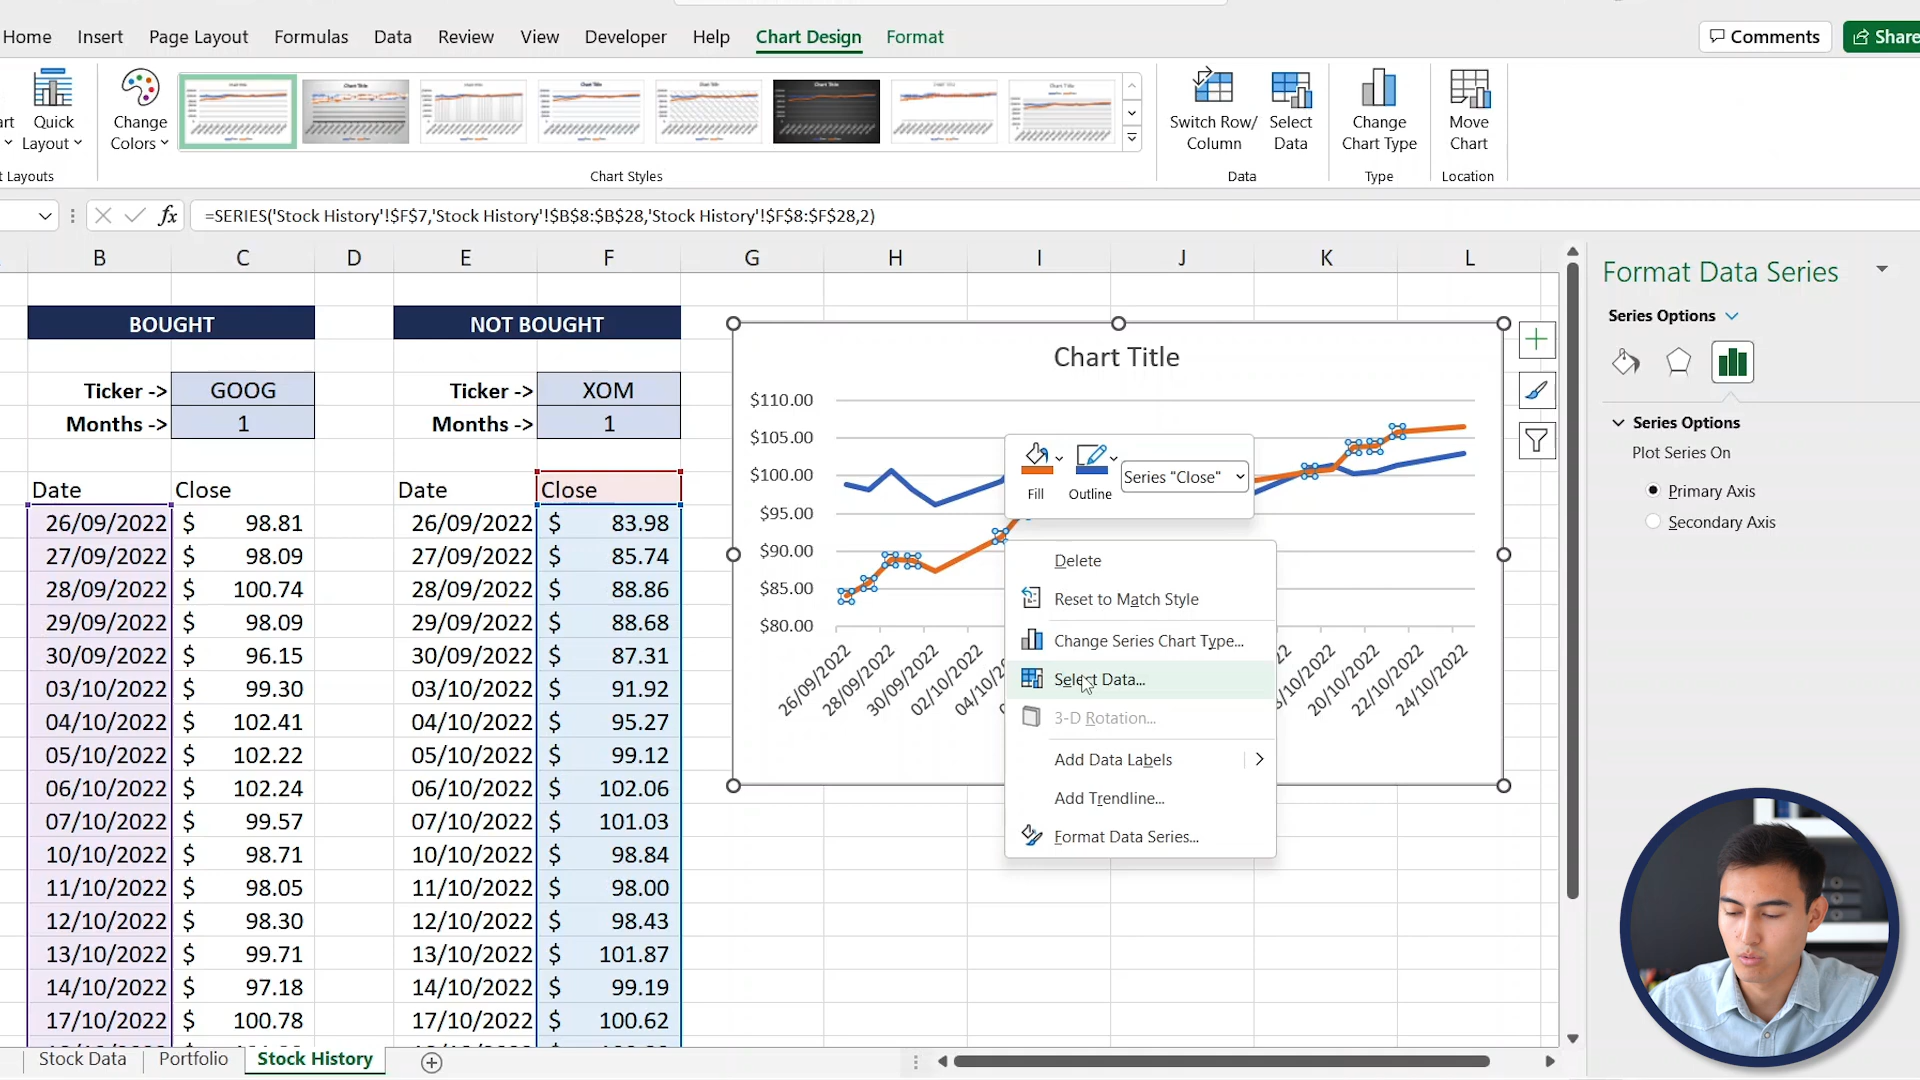 Home Insert Page Layout Formulas Data Review View Developer Help Chart Design Format Comments Share
Quick Layout
Change Colors
Switch Row/ Column
Select Data
Change Chart Type
Move Chart
Layouts Chart Styles Data Type Location
fx =SERIES('Stock History'!$F$7,'Stock History'!$B$8:$B$28,'Stock History'!$F$8:$F$28,2)
B C D E F G H I J K L
BOUGHT NOT BOUGHT
Ticker -> GOOG Ticker -> XOM
Months -> 1 Months -> 1
Date Close Date Close
26/09/2022 $ 98.81 26/09/2022 $ 83.98
27/09/2022 $ 98.09 27/09/2022 $ 85.74
28/09/2022 $ 100.74 28/09/2022 $ 88.86
29/09/2022 $ 98.09 29/09/2022 $ 88.68
30/09/2022 $ 96.15 30/09/2022 $ 87.31
03/10/2022 $ 99.30 03/10/2022 $ 91.92
04/10/2022 $ 102.41 04/10/2022 $ 95.27
05/10/2022 $ 102.22 05/10/2022 $ 99.12
06/10/2022 $ 102.24 06/10/2022 $ 102.06
07/10/2022 $ 99.57 07/10/2022 $ 101.03
10/10/2022 $ 98.71 10/10/2022 $ 98.84
11/10/2022 $ 98.05 11/10/2022 $ 98.00
12/10/2022 $ 98.30 12/10/2022 $ 98.43
13/10/2022 $ 99.71 13/10/2022 $ 101.87
14/10/2022 $ 97.18 14/10/2022 $ 99.19
17/10/2022 $ 100.78 17/10/2022 $ 100.62
Chart Title
$110.00
$105.00
$100.00
$95.00
$90.00
$85.00
$80.00
26/09/2022 28/09/2022 30/09/2022 02/10/2022 20/10/2022 22/10/2022 24/10/2022
Fill Outline Series "Close"
Delete
Reset to Match Style
Change Series Chart Type...
Select Data...
3-D Rotation...
Add Data Labels
Add Trendline...
Format Data Series...
Format Data Series
Series Options
Series Options
Plot Series On
Primary Axis
Secondary Axis
Stock Data Portfolio Stock History